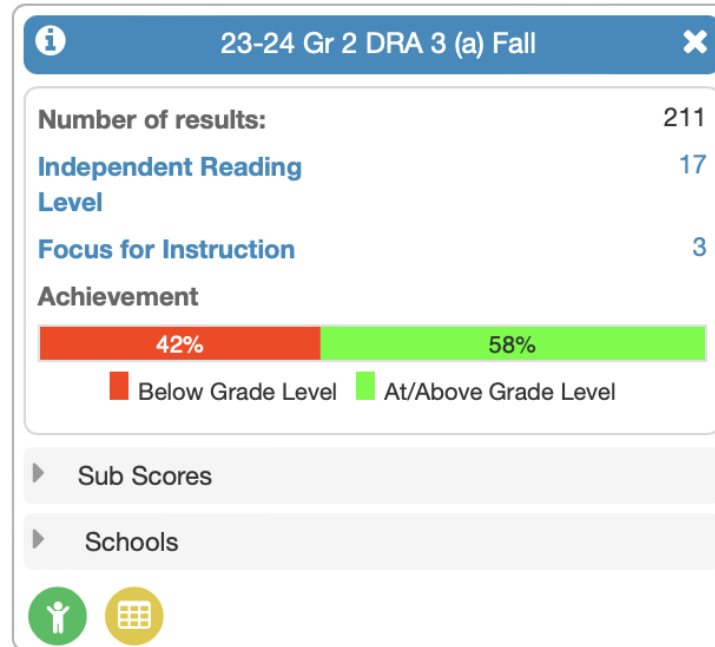 23-24 Gr 2 DRA 3 (a) Fall
Number of results: 211
Independent Reading Level 17
Focus for Instruction 3
Achievement
42% 58%
Below Grade Level At/Above Grade Level
Sub Scores
Schools